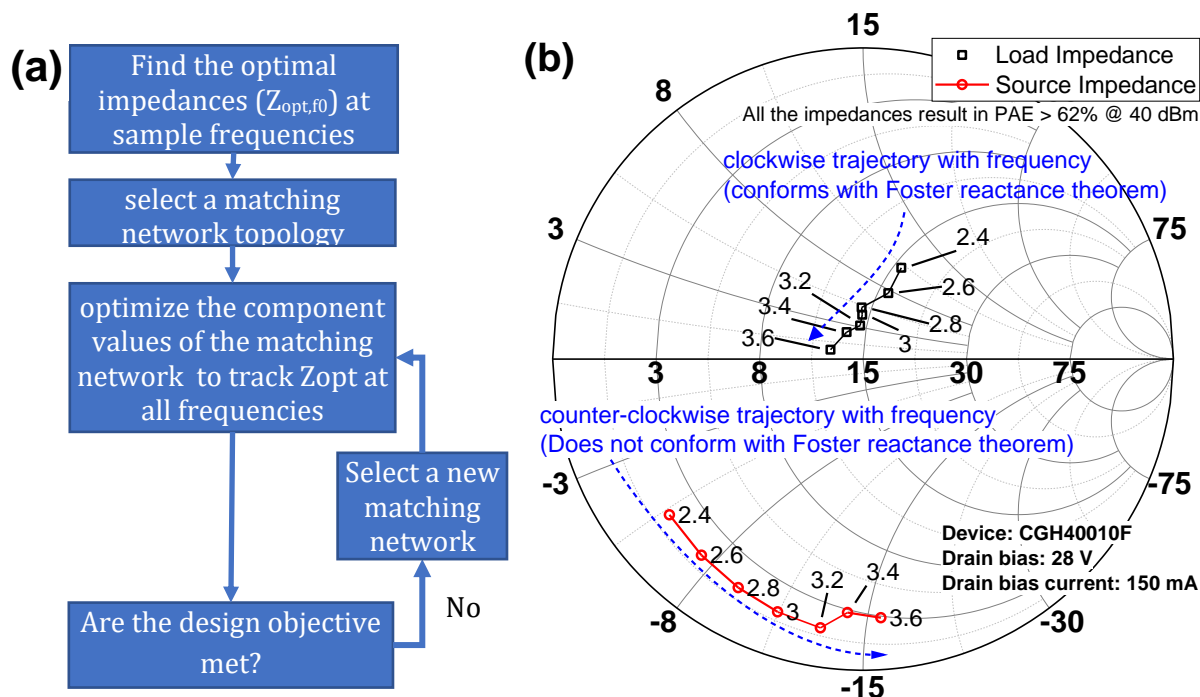 (a)
Find the optimal
impedances (Zopt,f0) at
sample frequencies
select a matching
network topology
optimize the component
values of the matching
network to track Zopt at
all frequencies
Select a new
matching
network
No
Are the design objective
met?
(b)
15
Load Impedance
Source Impedance
All the impedances result in PAE > 62% @ 40 dBm
8
clockwise trajectory with frequency
(conforms with Foster reactance theorem)
3
75
2.4
3.2
2.6
3.4
2.8
3.6
3
3
8
15
30
75
counter-clockwise trajectory with frequency
(Does not conform with Foster reactance theorem)
-3
-75
2.4
2.6
2.8
3
3.2
3.4
3.6
Device: CGH40010F
Drain bias: 28 V
Drain bias current: 150 mA
-8
-30
-15